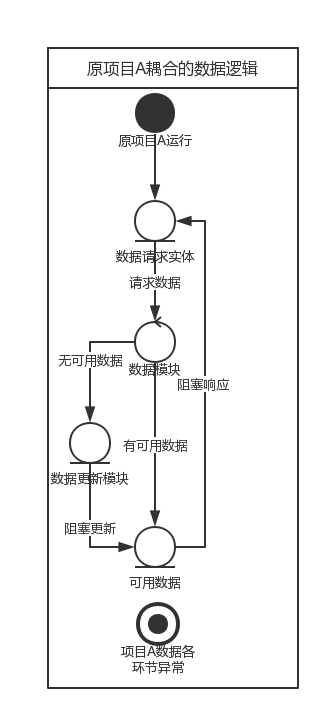 原项目A耦合的数据逻辑
原项目A运行
数据请求实体
请求数据
数据模块
无可用数据
阻塞响应
有可用数据
数据更新模块
阻塞更新
可用数据
项目A数据各
环节异常